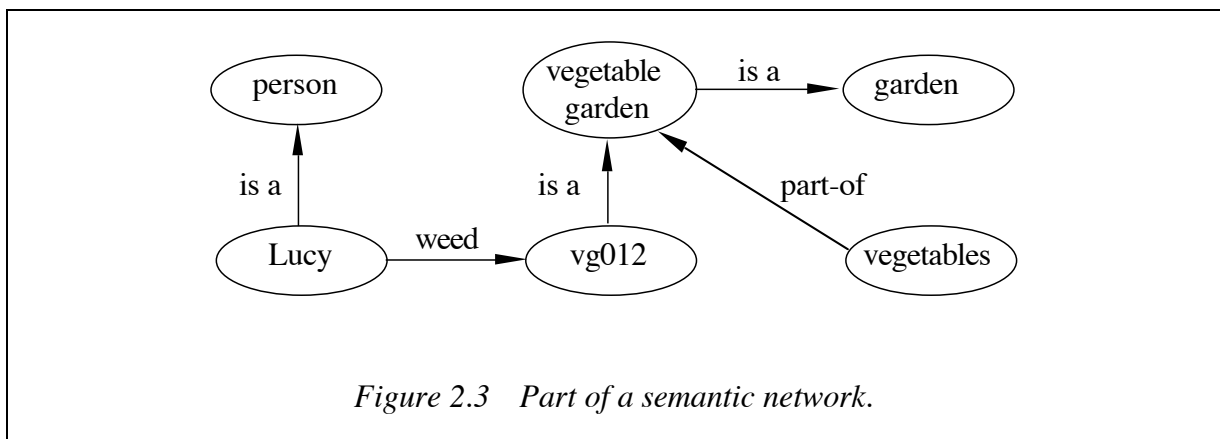 person
vegetable
garden
is a
garden
is a
is a
part-of
Lucy
weed
vg012
vegetables
Figure 2.3 Part of a semantic network.